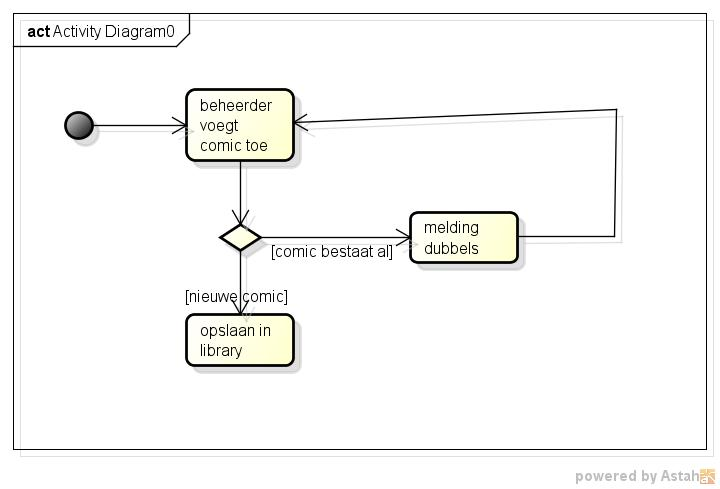 act Activity Diagram0
beheerder
voegt
comic toe
melding
dubbels
[comic bestaat al]
[nieuwe comic]
opslaan in
library
powered by Astah